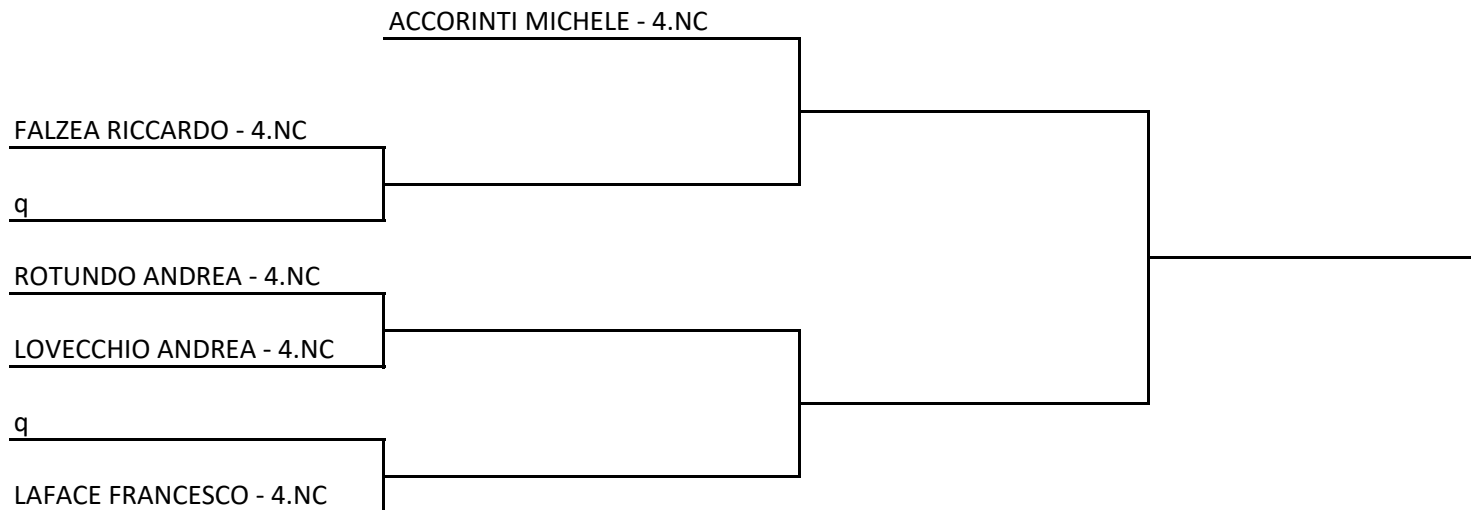 ACCORINTI MICHELE - 4.NC
FALZEA RICCARDO - 4.NC
q
ROTUNDO ANDREA - 4.NC
LOVECCHIO ANDREA - 4.NC
q
LAFACE FRANCESCO - 4.NC